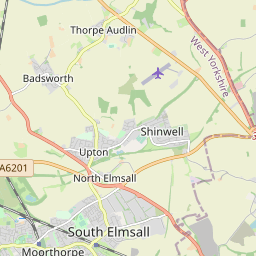 Thorpe Audlin
West Yorkshire
Badsworth
Shinwell
Upton
A6201
North Elmsall
South Elmsall
Moorthorpe